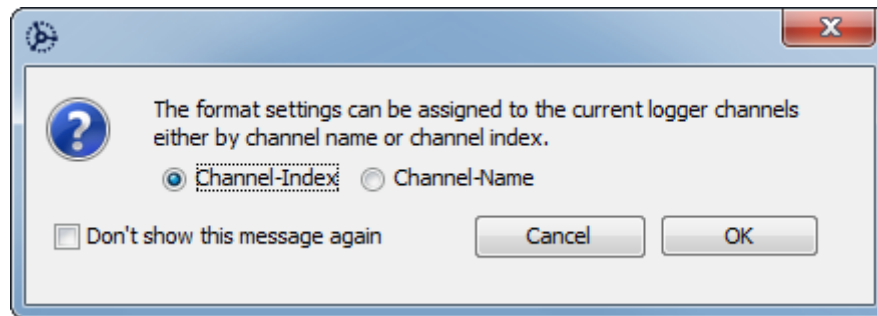 The format settings can be assigned to the current logger channels
either by channel name or channel index.
Channel-Index Channel-Name
Don't show this message again Cancel OK